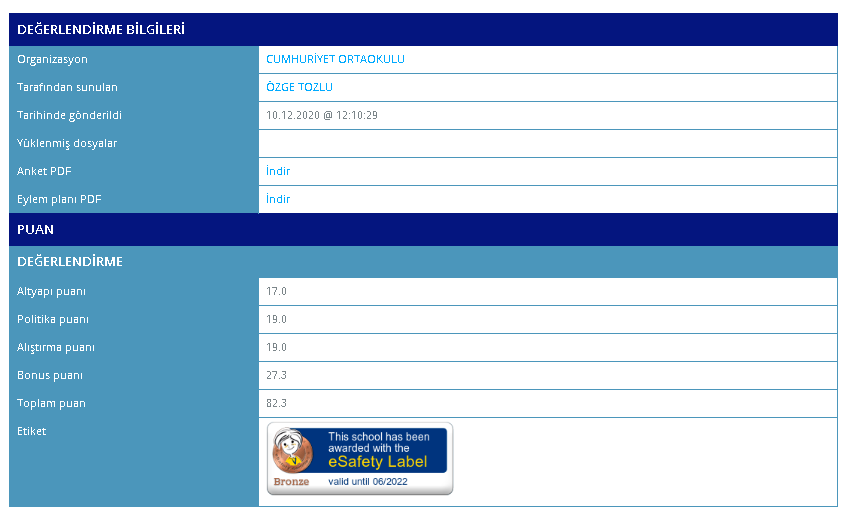 DEĞERLENDİRME BİLGİLERİ
Organizasyon CUMHURİYET ORTAOKULU
Tarafından sunulan ÖZGE TOZLU
Tarihinde gönderildi 10.12.2020 @ 12:10:29
Yüklenmiş dosyalar
Anket PDF İndir
Eylem planı PDF İndir
PUAN
DEĞERLENDİRME
Altyapı puanı 17.0
Politika puanı 19.0
Alıştırma puanı 19.0
Bonus puanı 27.3
Toplam puan 82.3
Etiket
This school has been
awarded with the
eSafety Label
Bronze valid until 06/2022